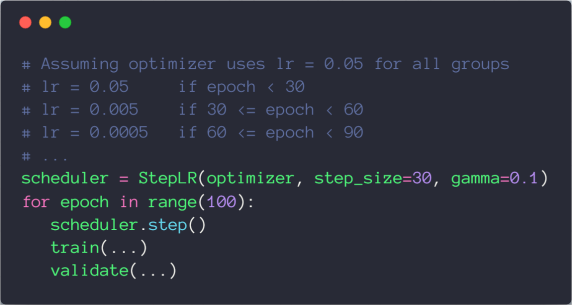 # Assuming optimizer uses lr = 0.05 for all groups
# lr = 0.05     if epoch < 30
# lr = 0.005    if 30 <= epoch < 60
# lr = 0.0005   if 60 <= epoch < 90
# ...
scheduler = StepLR(optimizer, step_size=30, gamma=0.1)
for epoch in range(100):
   scheduler.step()
   train(...)
   validate(...)